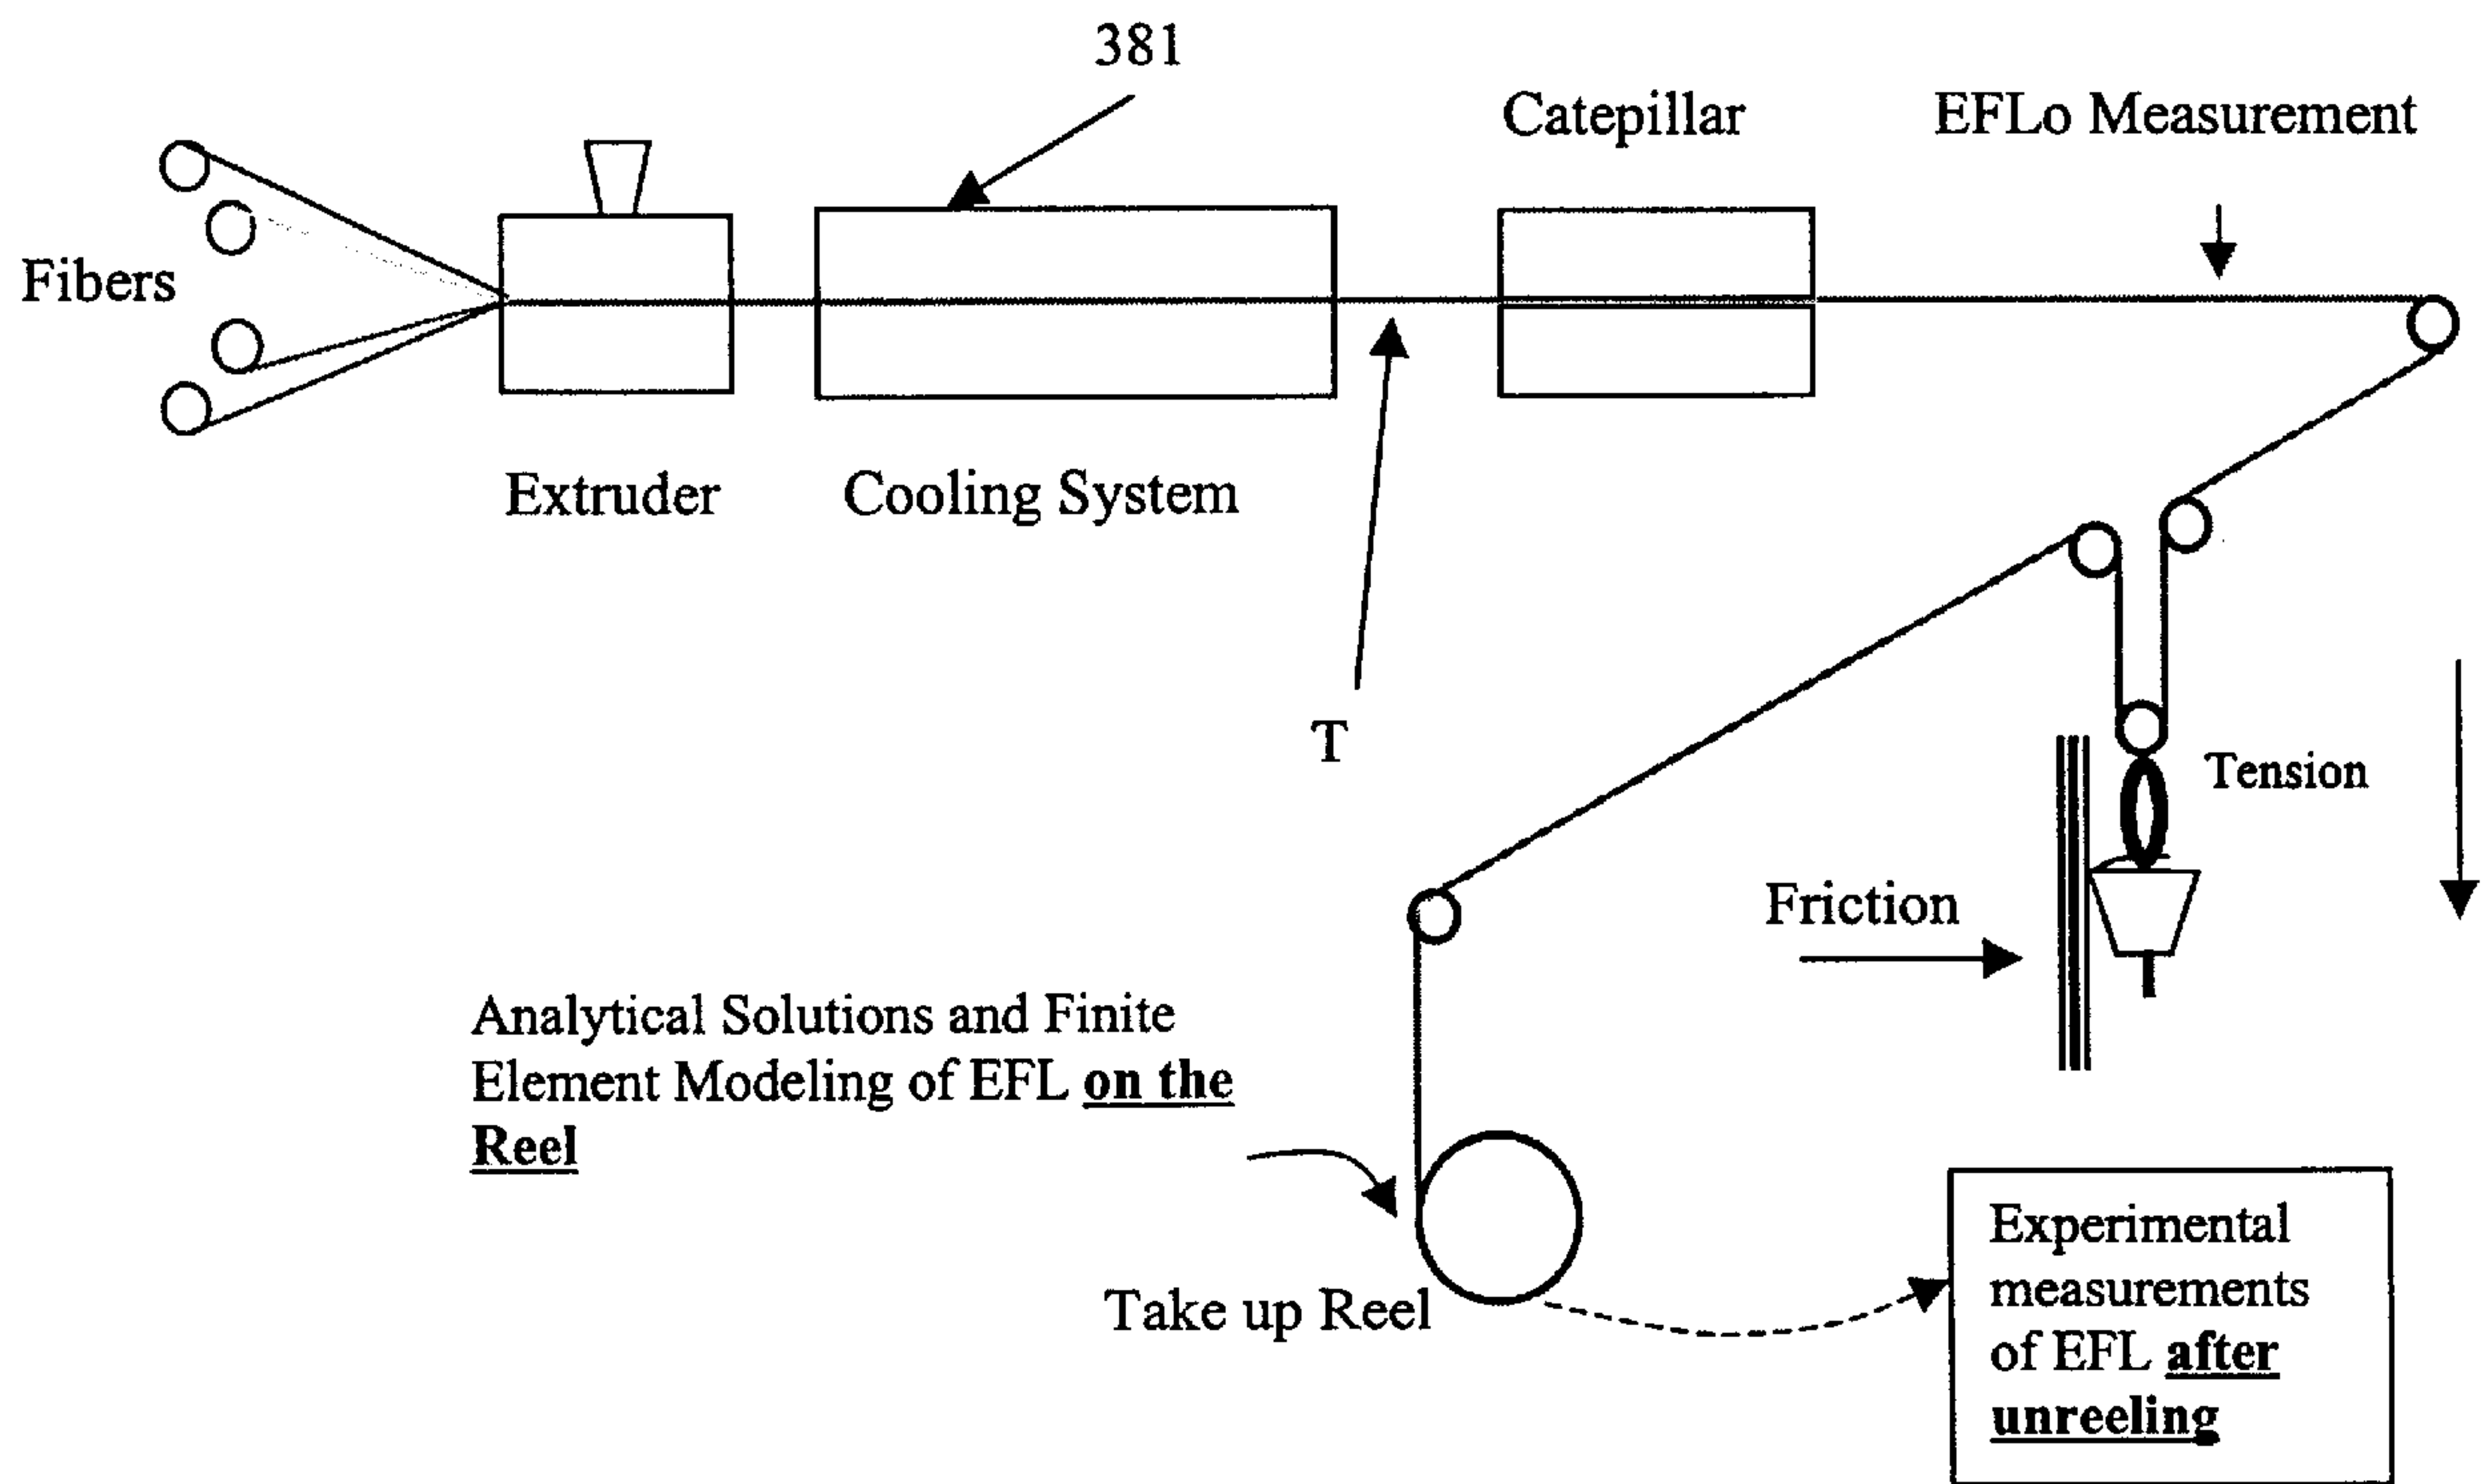 381
Catepillar
EFLo Measurement
Fibers
Extruder
Cooling System
T
Tension
Friction
Analytical Solutions and Finite
Element Modeling of EFL on the
Reel
Take up Reel
Experimental
measurements
of EFL after
unreeling